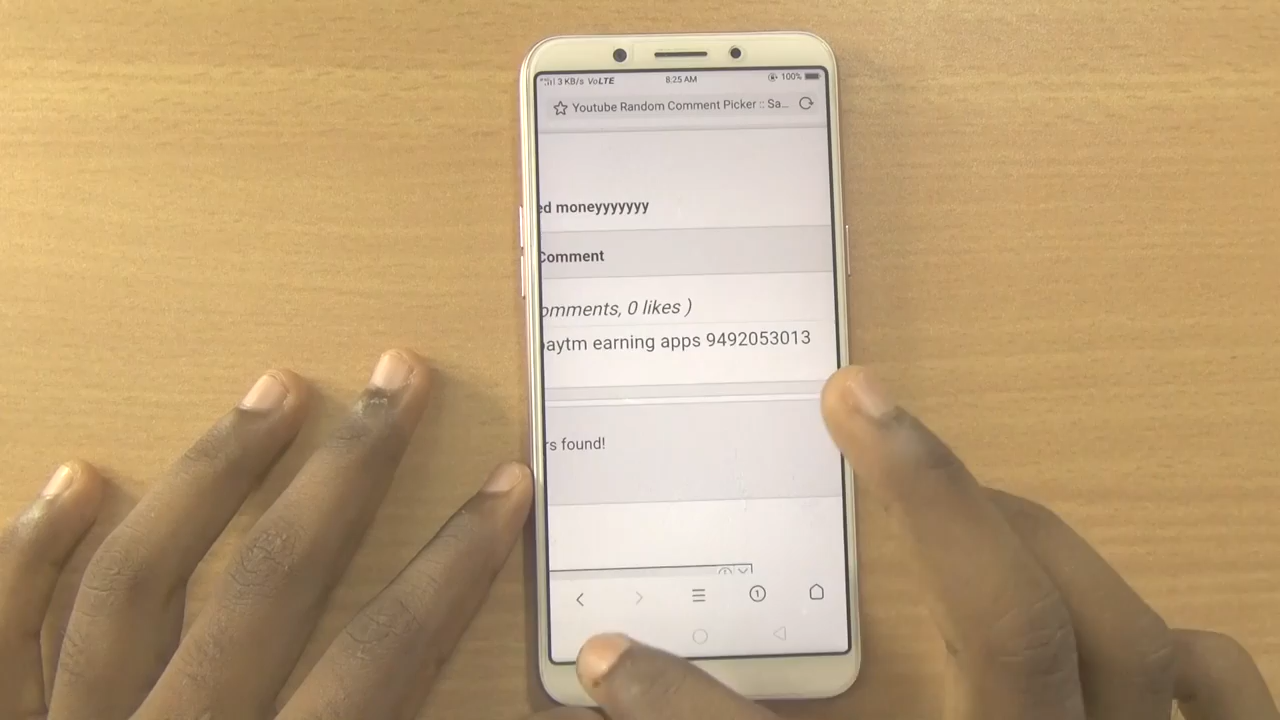 3 KB/s VoLTE 8:25 AM 100%
Youtube Random Comment Picker :: Sa...
ed moneyyyyyyy
Comment
omments, 0 likes )
paytm earning apps 9492053013
rs found!
1